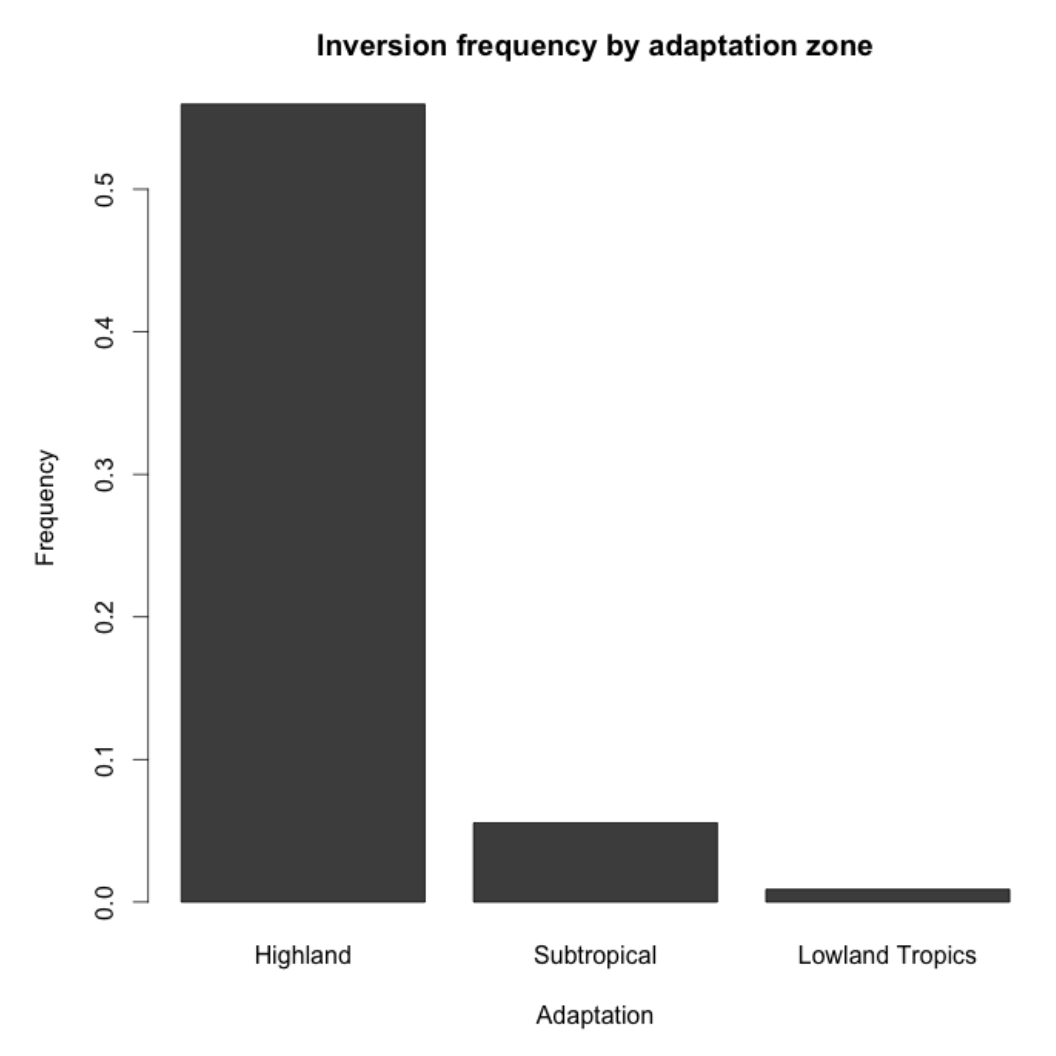 Inversion frequency by adaptation zone
0.5
0.4
0.3
0.2
0.1
0.0
Frequency
Highland Subtropical Lowland Tropics
Adaptation